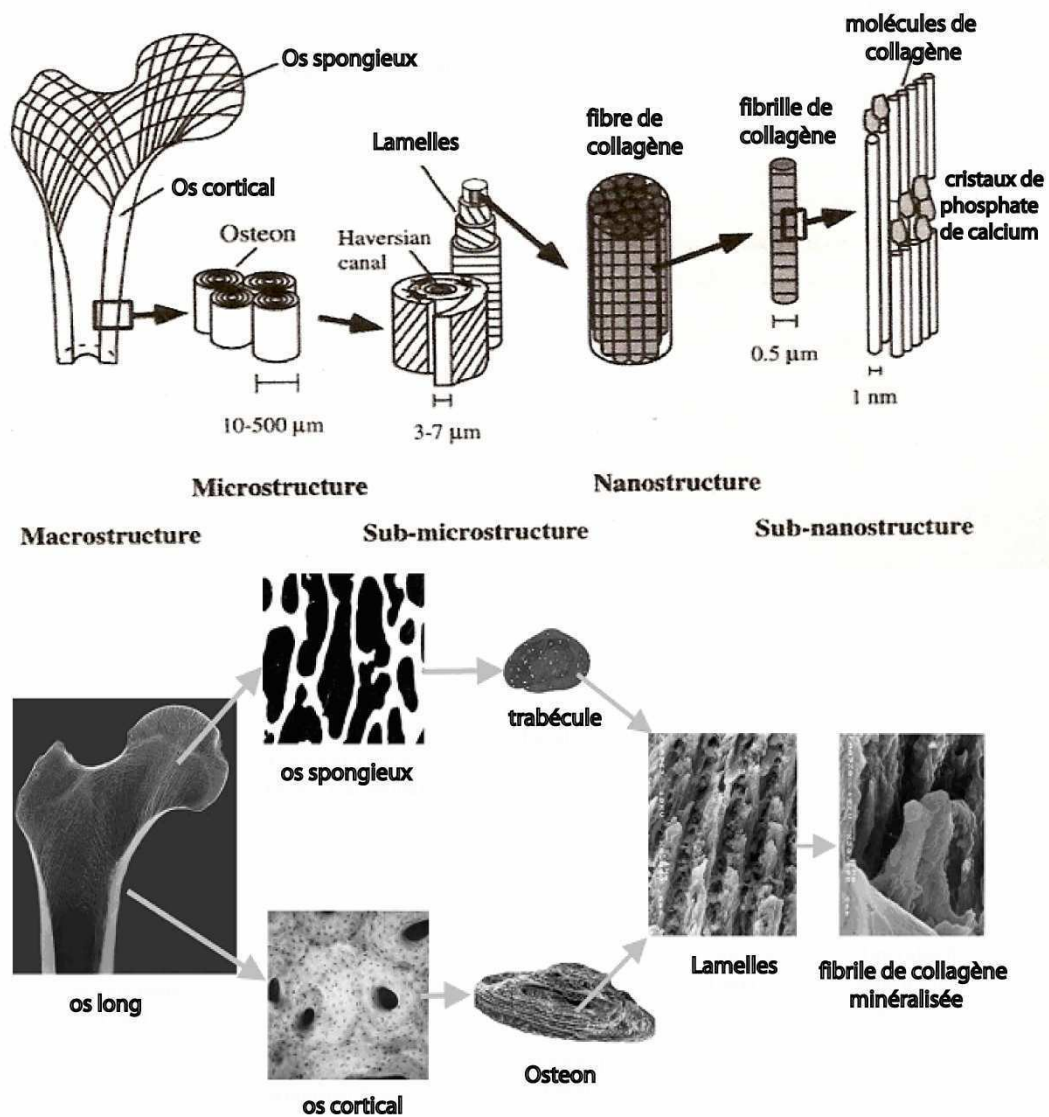 Os spongieux
Os cortical
Osteon
10-500 µm
Lamelles
Haversian
canal
3-7 µm
fibre de
collagène
fibrille de
collagène
0.5 µm
molécules de
collagène
cristaux de
phosphate
de calcium
1 nm
Microstructure
Nanostructure
Macrostructure
Sub-microstructure
Sub-nanostructure
os spongieux
trabécule
os long
os cortical
Osteon
Lamelles
fibrile de collagène
minéralisée